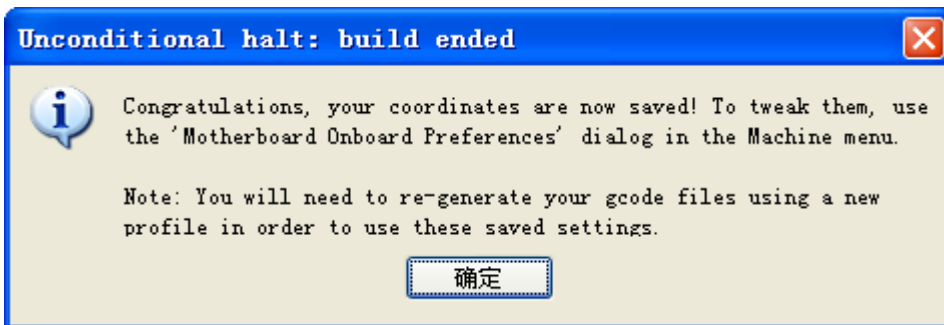 Unconditional halt: build ended
Congratulations, your coordinates are now saved! To tweak them, use
the 'Motherboard Onboard Preferences' dialog in the Machine menu.
Note: You will need to re-generate your gcode files using a new
profile in order to use these saved settings.
确定